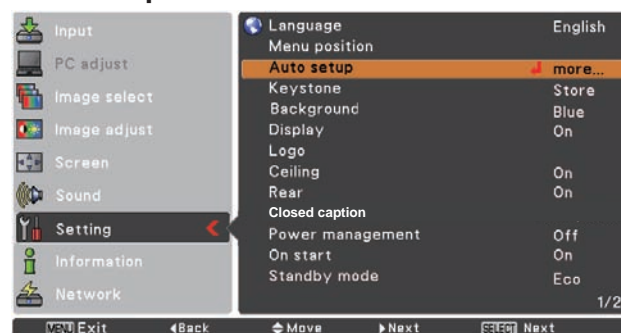 Input
PC adjust
Image select
Image adjust
Screen
Sound
Setting
Information
Network
Language English
Menu position
Auto setup more...
Keystone Store
Background Blue
Display On
Logo
Ceiling On
Rear On
Closed caption
Power management Off
On start On
Standby mode Eco
1/2
MENU Exit ◀Back Move ▶Next SELECT Next